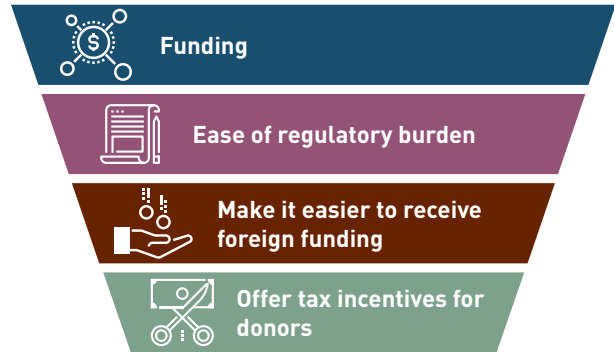 $
Funding
Ease of regulatory burden
Make it easier to receive
foreign funding
Offer tax incentives for
donors